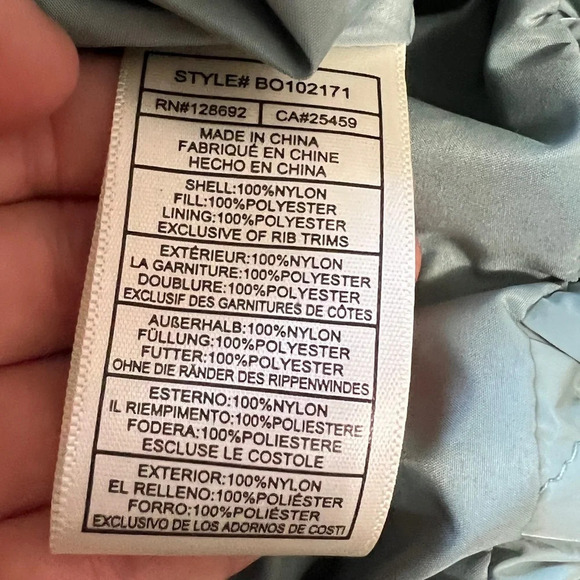 STYLE# BO102171
RN#128692 CA#25459
MADE IN CHINA
FABRIQUÉ EN CHINE
HECHO EN CHINA
SHELL:100%NYLON
FILL:100%POLYESTER
LINING:100%POLYESTER
EXCLUSIVE OF RIB TRIMS
EXTÉRIEUR:100%NYLON
LA GARNITURE:100%POLYESTER
DOUBLURE:100%POLYESTER
EXCLUSIF DES GARNITURES DE CÔTES
AUßERHALB:100%NYLON
FÜLLUNG:100%POLYESTER
FUTTER:100%POLYESTER
OHNE DIE RÄNDER DES RIPPENWINDES
ESTERNO:100%NYLON
IL RIEMPIMENTO:100%POLIESTERE
FODERA:100%POLIESTERE
ESCLUSE LE COSTOLE
EXTERIOR:100%NYLON
EL RELLENO:100%POLIÉSTER
FORRO:100%POLIÉSTER
EXCLUSIVO DE LOS ADORNOS DE COSTI